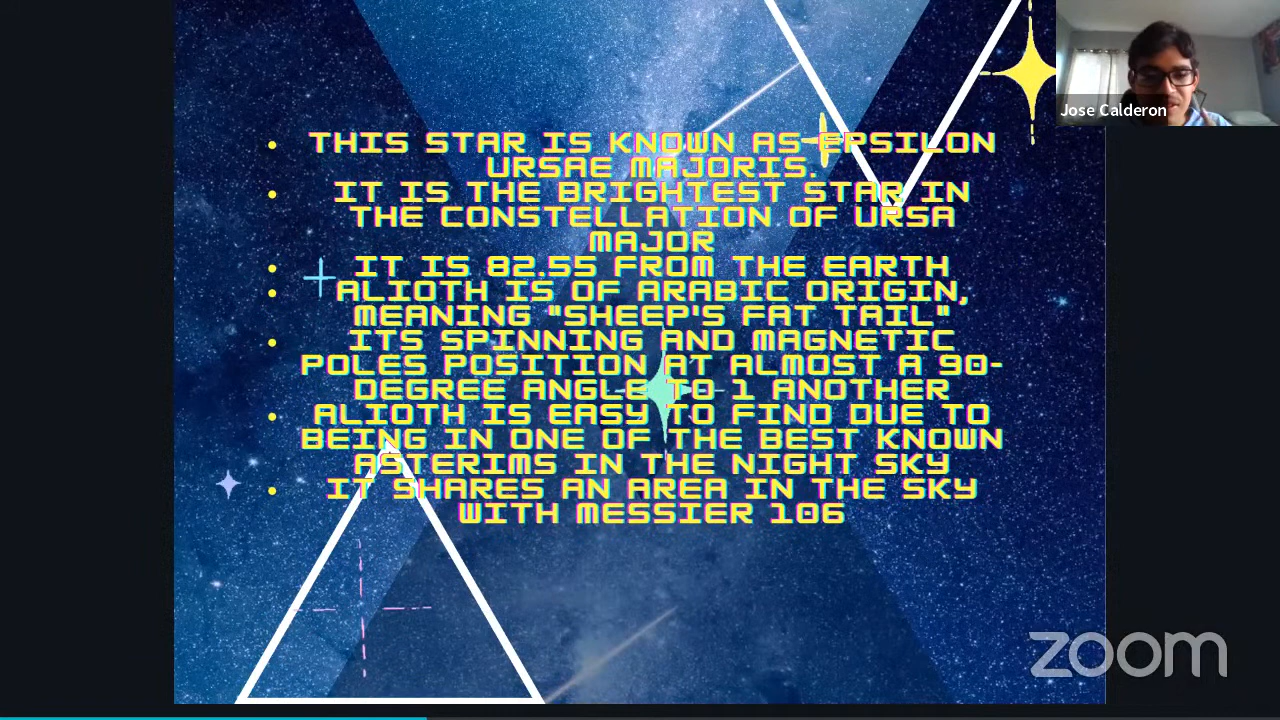 Jose Calderon
THIS STAR IS KNOWN AS EPSILON
URSAE MAJORIS.
IT IS THE BRIGHTEST STAR IN
THE CONSTELLATION OF URSA
MAJOR
IT IS 82.55 FROM THE EARTH
ALIOTH IS OF ARABIC ORIGIN,
MEANING "SHEEP'S FAT TAIL"
ITS SPINNING AND MAGNETIC
POLES POSITION AT ALMOST A 90-
DEGREE ANGLE TO 1 ANOTHER
ALIOTH IS EASY TO FIND DUE TO
BEING IN ONE OF THE BEST KNOWN
ASTERIMS IN THE NIGHT SKY
IT SHARES AN AREA IN THE SKY
WITH MESSIER 106
zoom